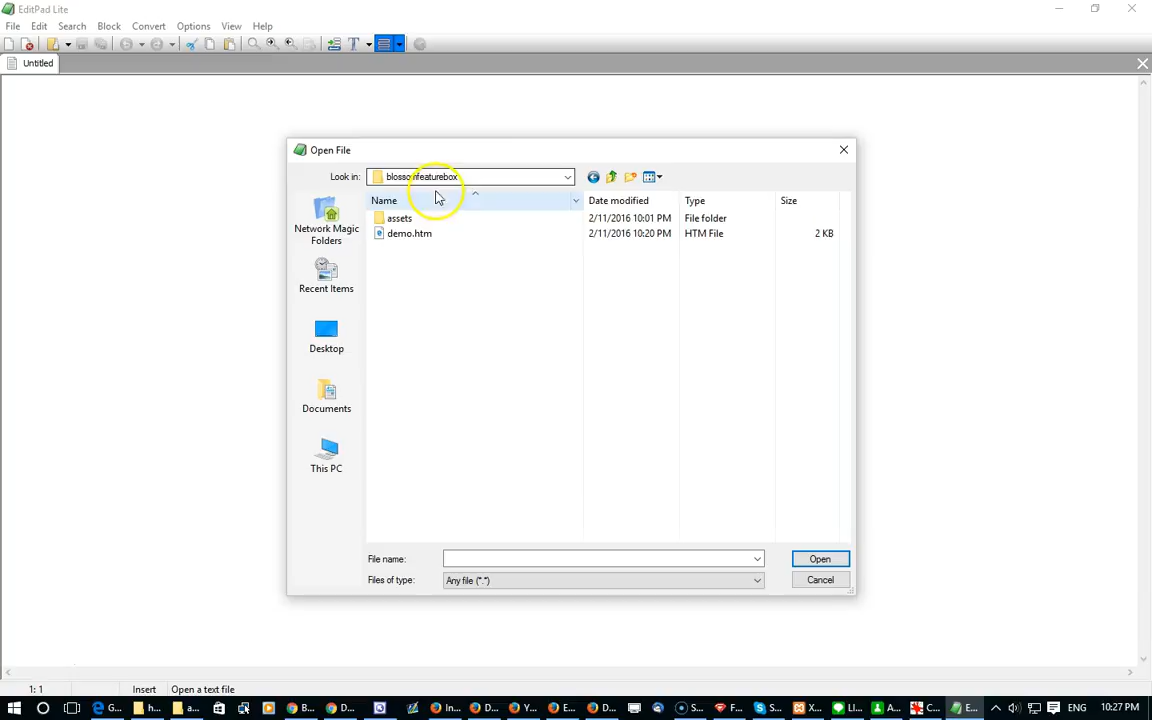 EditPad Lite
File Edit Search Block Convert Options View Help
Untitled
Open File
Look in: blossomfeaturebox
Name Date modified Type Size
assets 2/11/2016 10:01 PM File folder
demo.htm 2/11/2016 10:20 PM HTM File 2 KB
Network Magic
Folders
Recent Items
Desktop
Documents
This PC
File name: Open
Files of type: Any file (*.*) Cancel
1: 1 Insert Open a text file
G... h... a... B... D... In... D... Y... E... D... S... F... S... X... LI... A... C... E... ENG 10:27 PM